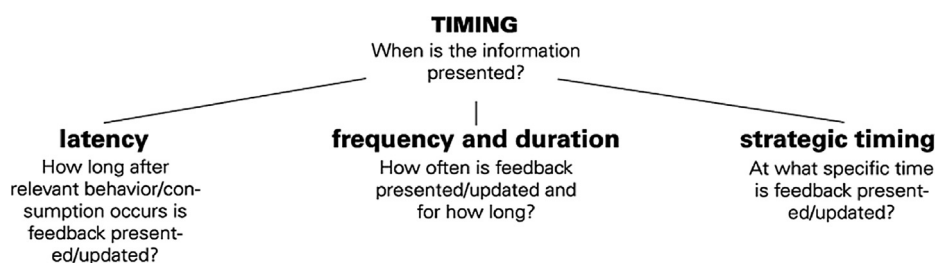 TIMING
When is the information
presented?
latency
How long after
relevant behavior/con-
sumption occurs is
feedback present-
ed/updated?
frequency and duration
How often is feedback
presented/updated and
for how long?
strategic timing
At what specific time
is feedback present-
ed/updated?